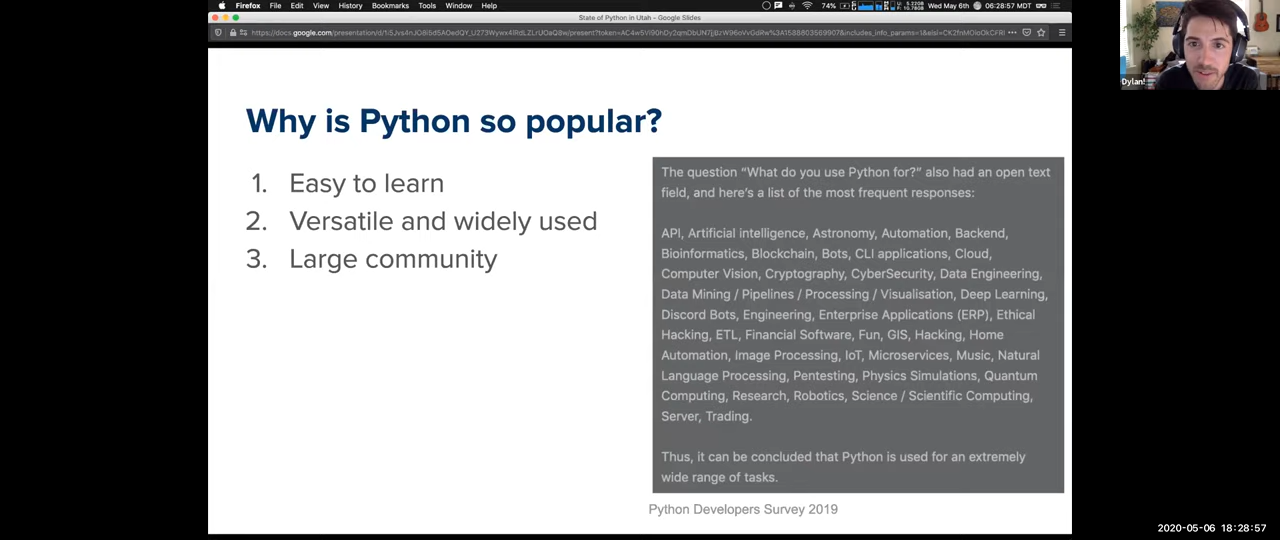 Firefox File Edit View History Bookmarks Tools Window Help 74% Wed May 6th 06:28:57 MDT
State of Python in Utah – Google Slides
Dylan!
Why is Python so popular?
1. Easy to learn
2. Versatile and widely used
3. Large community
The question “What do you use Python for?” also had an open text
field, and here’s a list of the most frequent responses:
API, Artificial intelligence, Astronomy, Automation, Backend,
Bioinformatics, Blockchain, Bots, CLI applications, Cloud,
Computer Vision, Cryptography, CyberSecurity, Data Engineering,
Data Mining / Pipelines / Processing / Visualisation, Deep Learning,
Discord Bots, Engineering, Enterprise Applications (ERP), Ethical
Hacking, ETL, Financial Software, Fun, GIS, Hacking, Home
Automation, Image Processing, IoT, Microservices, Music, Natural
Language Processing, Pentesting, Physics Simulations, Quantum
Computing, Research, Robotics, Science / Scientific Computing,
Server, Trading.
Thus, it can be concluded that Python is used for an extremely
wide range of tasks.
Python Developers Survey 2019
2020-05-06 18:28:57